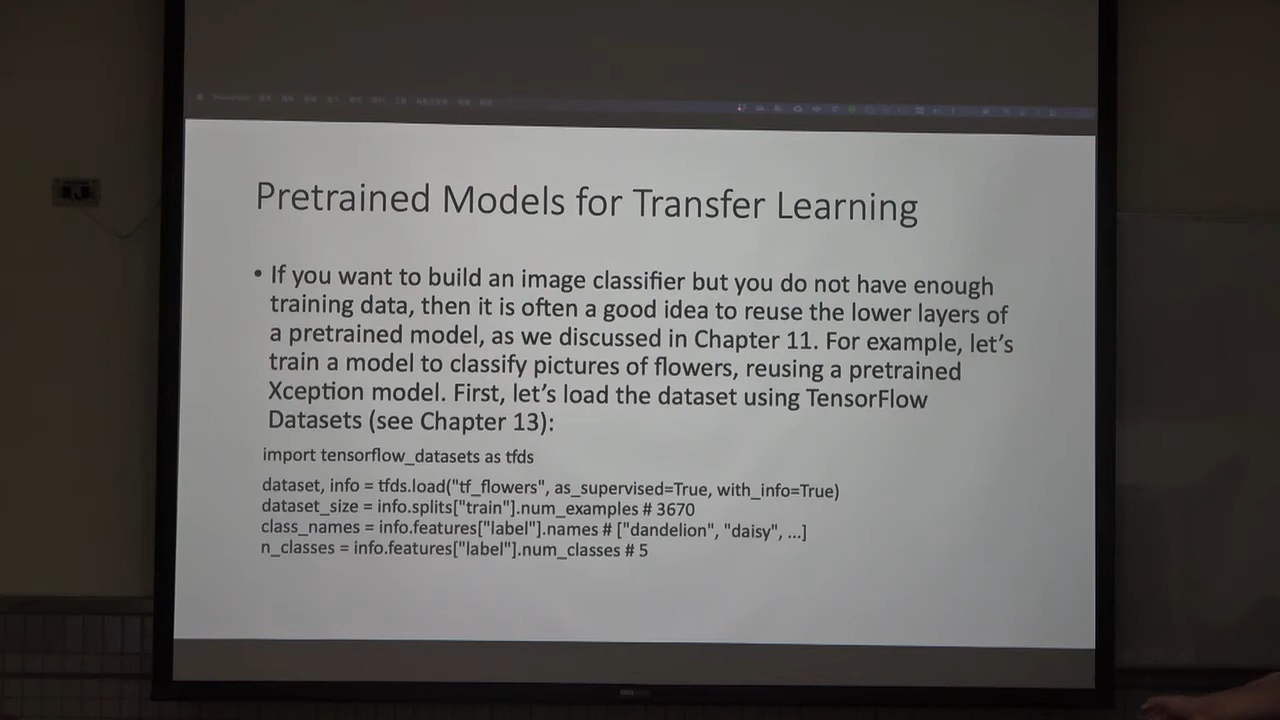 Pretrained Models for Transfer Learning
• If you want to build an image classifier but you do not have enough
training data, then it is often a good idea to reuse the lower layers of
a pretrained model, as we discussed in Chapter 11. For example, let's
train a model to classify pictures of flowers, reusing a pretrained
Xception model. First, let's load the dataset using TensorFlow
Datasets (see Chapter 13):
import tensorflow_datasets as tfds
dataset, info = tfds.load("tf_flowers", as_supervised=True, with_info=True)
dataset_size = info.splits["train"].num_examples # 3670
class_names = info.features["label"].names # ["dandelion", "daisy", ...]
n_classes = info.features["label"].num_classes # 5